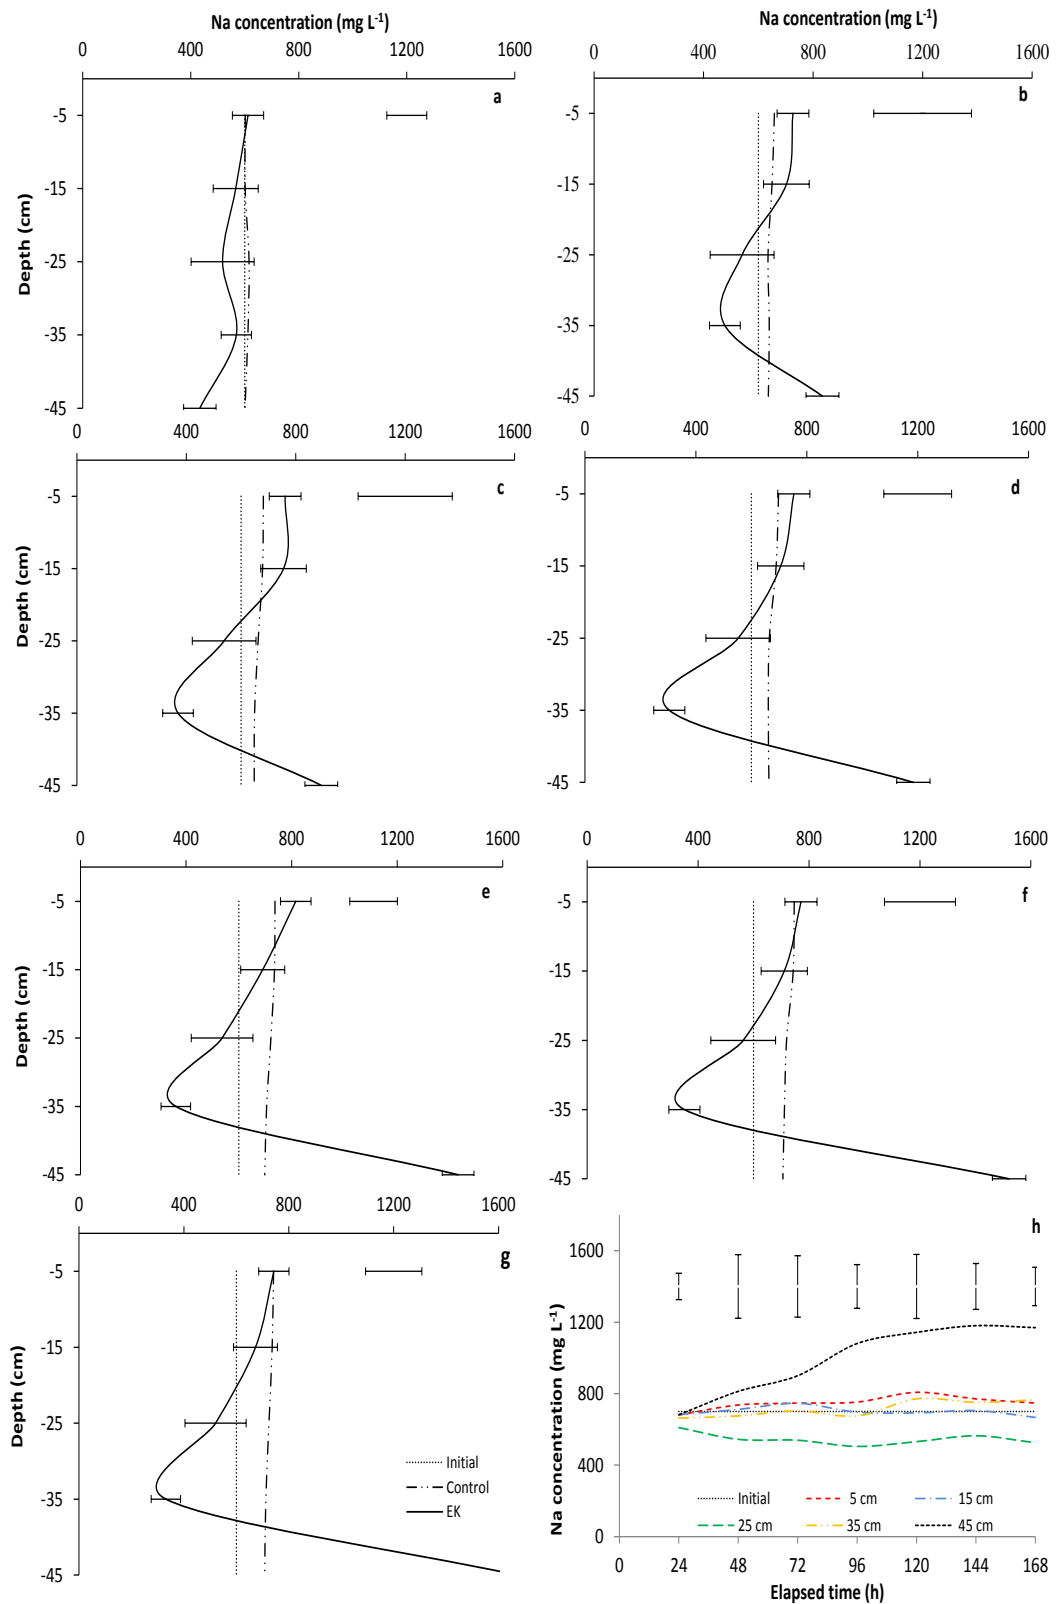 Na concentration (mg L-1)
Na concentration (mg L-1)
0 400 800 1200 1600
0 400 800 1200 1600
a
b
-5
-15
-25
-35
-45
Depth (cm)
-5
-15
-25
-35
-45
0 400 800 1200 1600
0 400 800 1200 1600
c
d
-5
-15
-25
-35
-45
Depth (cm)
-5
-15
-25
-35
-45
0 400 800 1200 1600
0 400 800 1200 1600
e
f
-5
-15
-25
-35
-45
Depth (cm)
-5
-15
-25
-35
-45
0 400 800 1200 1600
g
-5
-15
-25
-35
-45
Depth (cm)
Initial
Control
EK
h
Na concentration (mg L-1)
1600
1200
800
400
0
Initial 5 cm 15 cm
25 cm 35 cm 45 cm
0 24 48 72 96 120 144 168
Elapsed time (h)